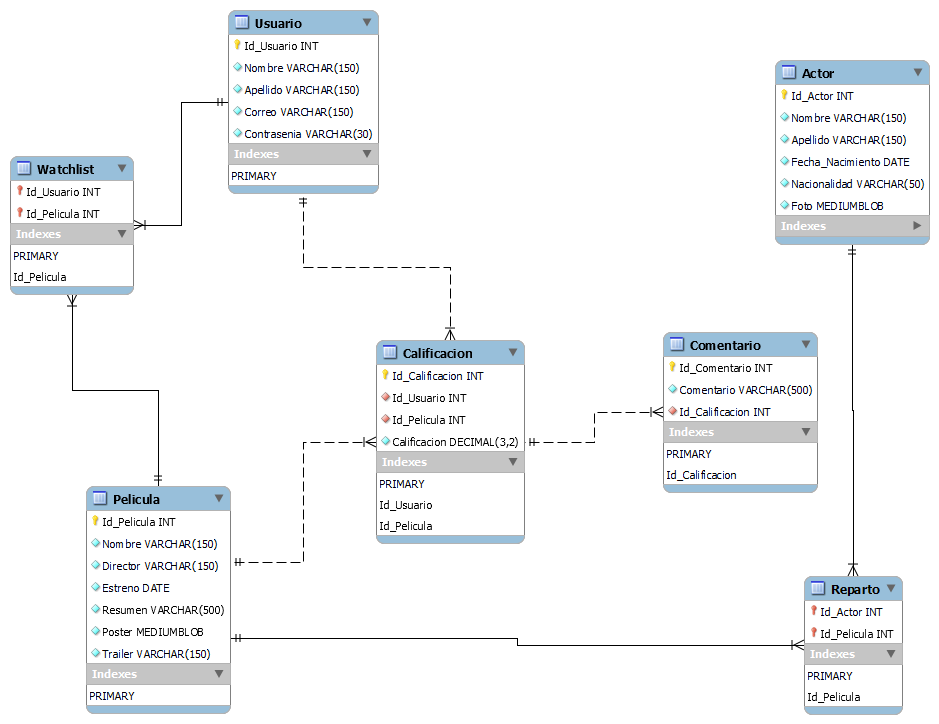 Usuario
Id_Usuario INT
Nombre VARCHAR(150)
Apellido VARCHAR(150)
Correo VARCHAR(150)
Contrasenia VARCHAR(30)
Indexes
PRIMARY
Actor
Id_Actor INT
Nombre VARCHAR(150)
Apellido VARCHAR(150)
Fecha_Nacimiento DATE
Nacionalidad VARCHAR(50)
Foto MEDIUMBLOB
Indexes
Watchlist
Id_Usuario INT
Id_Pelicula INT
Indexes
PRIMARY
Id_Pelicula
Calificacion
Id_Calificacion INT
Id_Usuario INT
Id_Pelicula INT
Calificacion DECIMAL(3,2)
Indexes
PRIMARY
Id_Usuario
Id_Pelicula
Comentario
Id_Comentario INT
Comentario VARCHAR(500)
Id_Calificacion INT
Indexes
PRIMARY
Id_Calificacion
Pelicula
Id_Pelicula INT
Nombre VARCHAR(150)
Director VARCHAR(150)
Estreno DATE
Resumen VARCHAR(500)
Poster MEDIUMBLOB
Trailer VARCHAR(150)
Indexes
PRIMARY
Reparto
Id_Actor INT
Id_Pelicula INT
Indexes
PRIMARY
Id_Pelicula